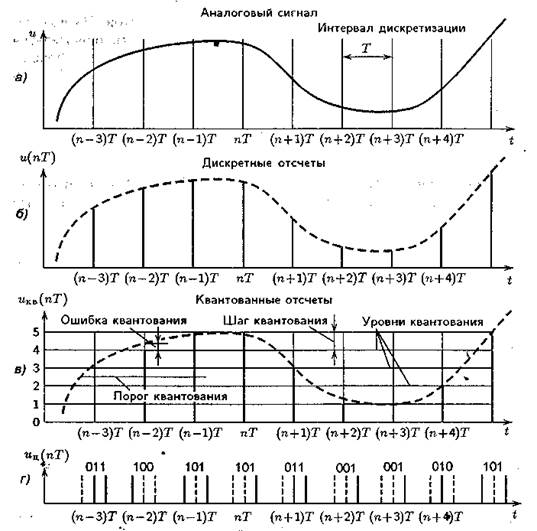 Аналоговый сигнал
u
Интервал дискретизации
T
а)
(n−3)T (n−2)T (n−1)T nT (n+1)T (n+2)T (n+3)T (n+4)T t
u(nT)
Дискретные отсчеты
б)
(n−3)T (n−2)T (n−1)T nT (n+1)T (n+2)T (n+3)T (n+4)T t
uкв(nT)
Квантованные отсчеты
Ошибка квантования Шаг квантования Уровни квантования
5
4
в) 3
2
Порог квантования
1
0
(n−3)T (n−2)T (n−1)T nT (n+1)T (n+2)T (n+3)T (n+4)T t
uц(nT)
011 100 101 101 011 001 001 010 101
г)
(n−3)T (n−2)T (n−1)T nT (n+1)T (n+2)T (n+3)T (n+4)T t